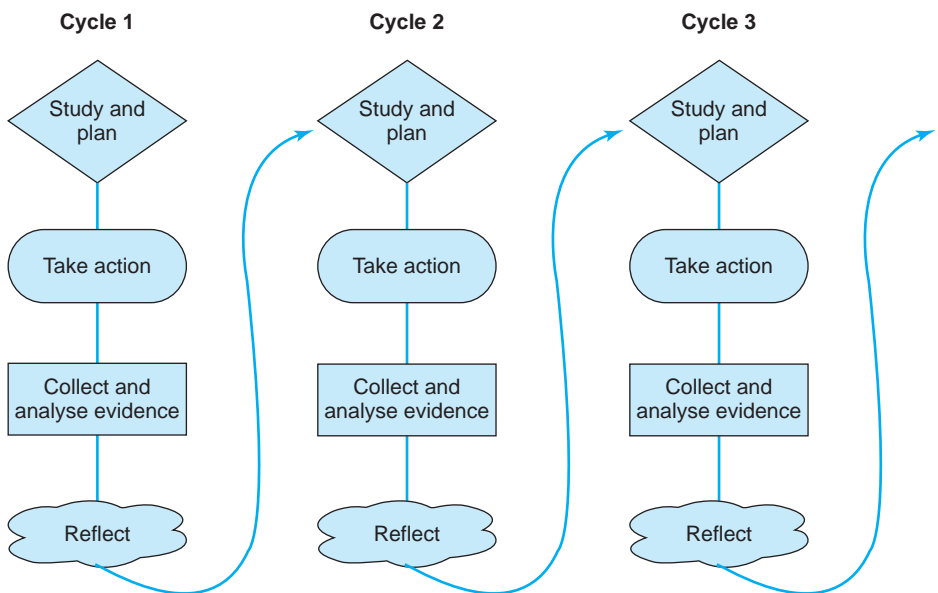 Cycle 1
Study and
plan
Take action
Collect and
analyse evidence
Reflect
Cycle 2
Study and
plan
Take action
Collect and
analyse evidence
Reflect
Cycle 3
Study and
plan
Take action
Collect and
analyse evidence
Reflect